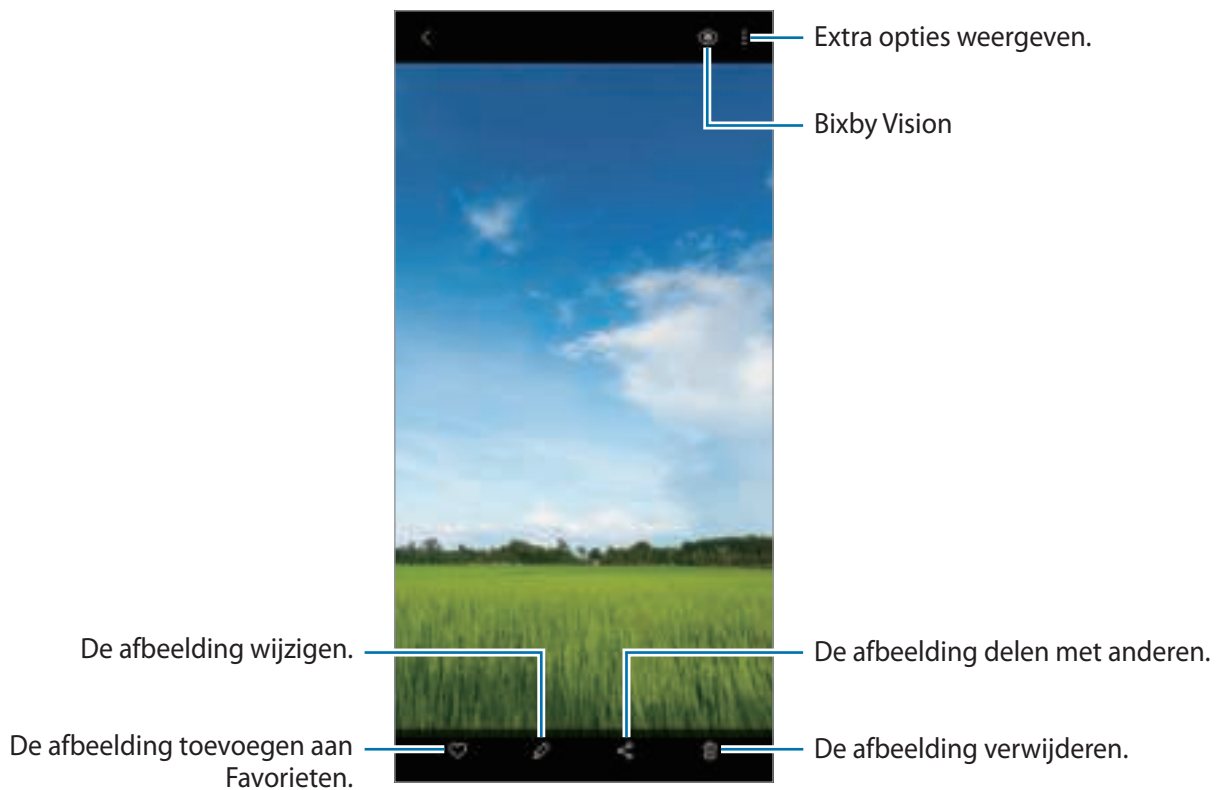 Extra opties weergeven.
Bixby Vision
De afbeelding wijzigen.
De afbeelding delen met anderen.
De afbeelding toevoegen aan
Favorieten.
De afbeelding verwijderen.